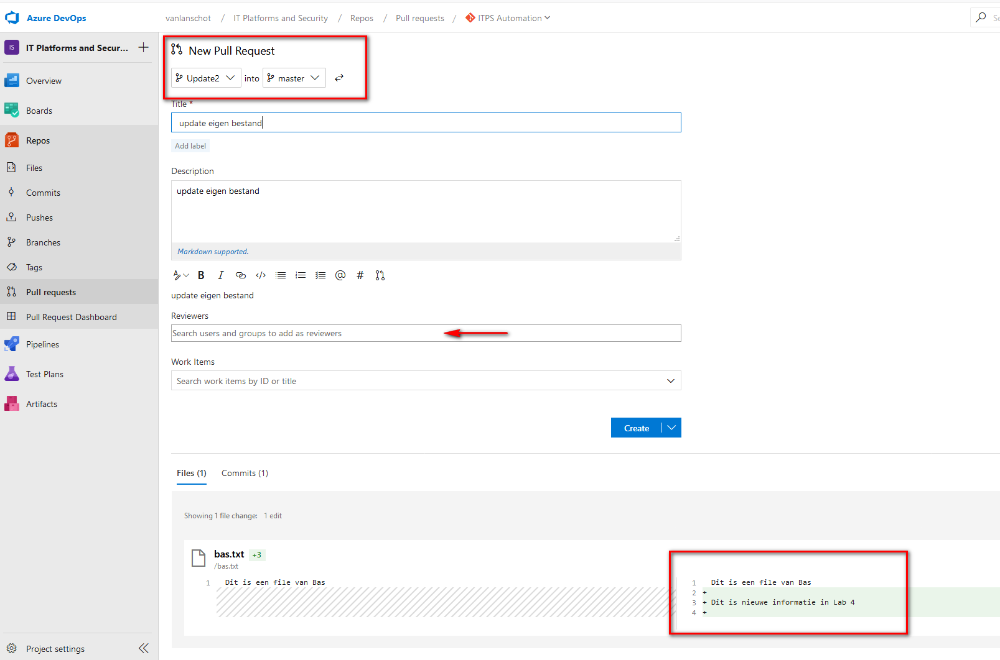 Azure DevOps
vanlanschot / IT Platforms and Security / Repos / Pull requests / ITPS Automation
Se
IS IT Platforms and Secur...
Overview
Boards
Repos
Files
Commits
Pushes
Branches
Tags
Pull requests
Pull Request Dashboard
Pipelines
Test Plans
Artifacts
Project settings
New Pull Request
Update2 into master
Title *
update eigen bestand
Add label
Description
update eigen bestand
Markdown supported.
B I </> @ #
update eigen bestand
Reviewers
Search users and groups to add as reviewers
Work Items
Search work items by ID or title
Create
Files (1) Commits (1)
Showing 1 file change: 1 edit
bas.txt +3
/bas.txt
1 Dit is een file van Bas
1 Dit is een file van Bas
2 +
3 + Dit is nieuwe informatie in Lab 4
4 +